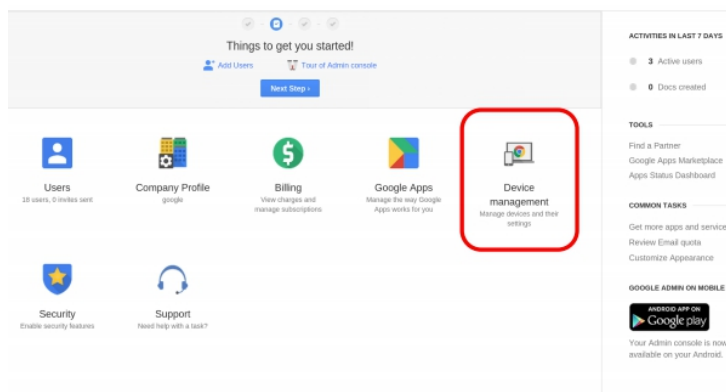 Things to get you started!
Add Users
Tour of Admin console
Next Step ›
Users
18 users, 0 invites sent
Company Profile
google
Billing
View charges and
manage subscriptions
Google Apps
Manage the way Google
Apps works for you
Device
management
Manage devices and their
settings
Security
Enable security features
Support
Need help with a task?
ACTIVITIES IN LAST 7 DAYS
3 Active users
0 Docs created
TOOLS
Find a Partner
Google Apps Marketplace
Apps Status Dashboard
COMMON TASKS
Get more apps and service
Review Email quota
Customize Appearance
GOOGLE ADMIN ON MOBILE
ANDROID APP ON
Google play
Your Admin console is now
available on your Android.